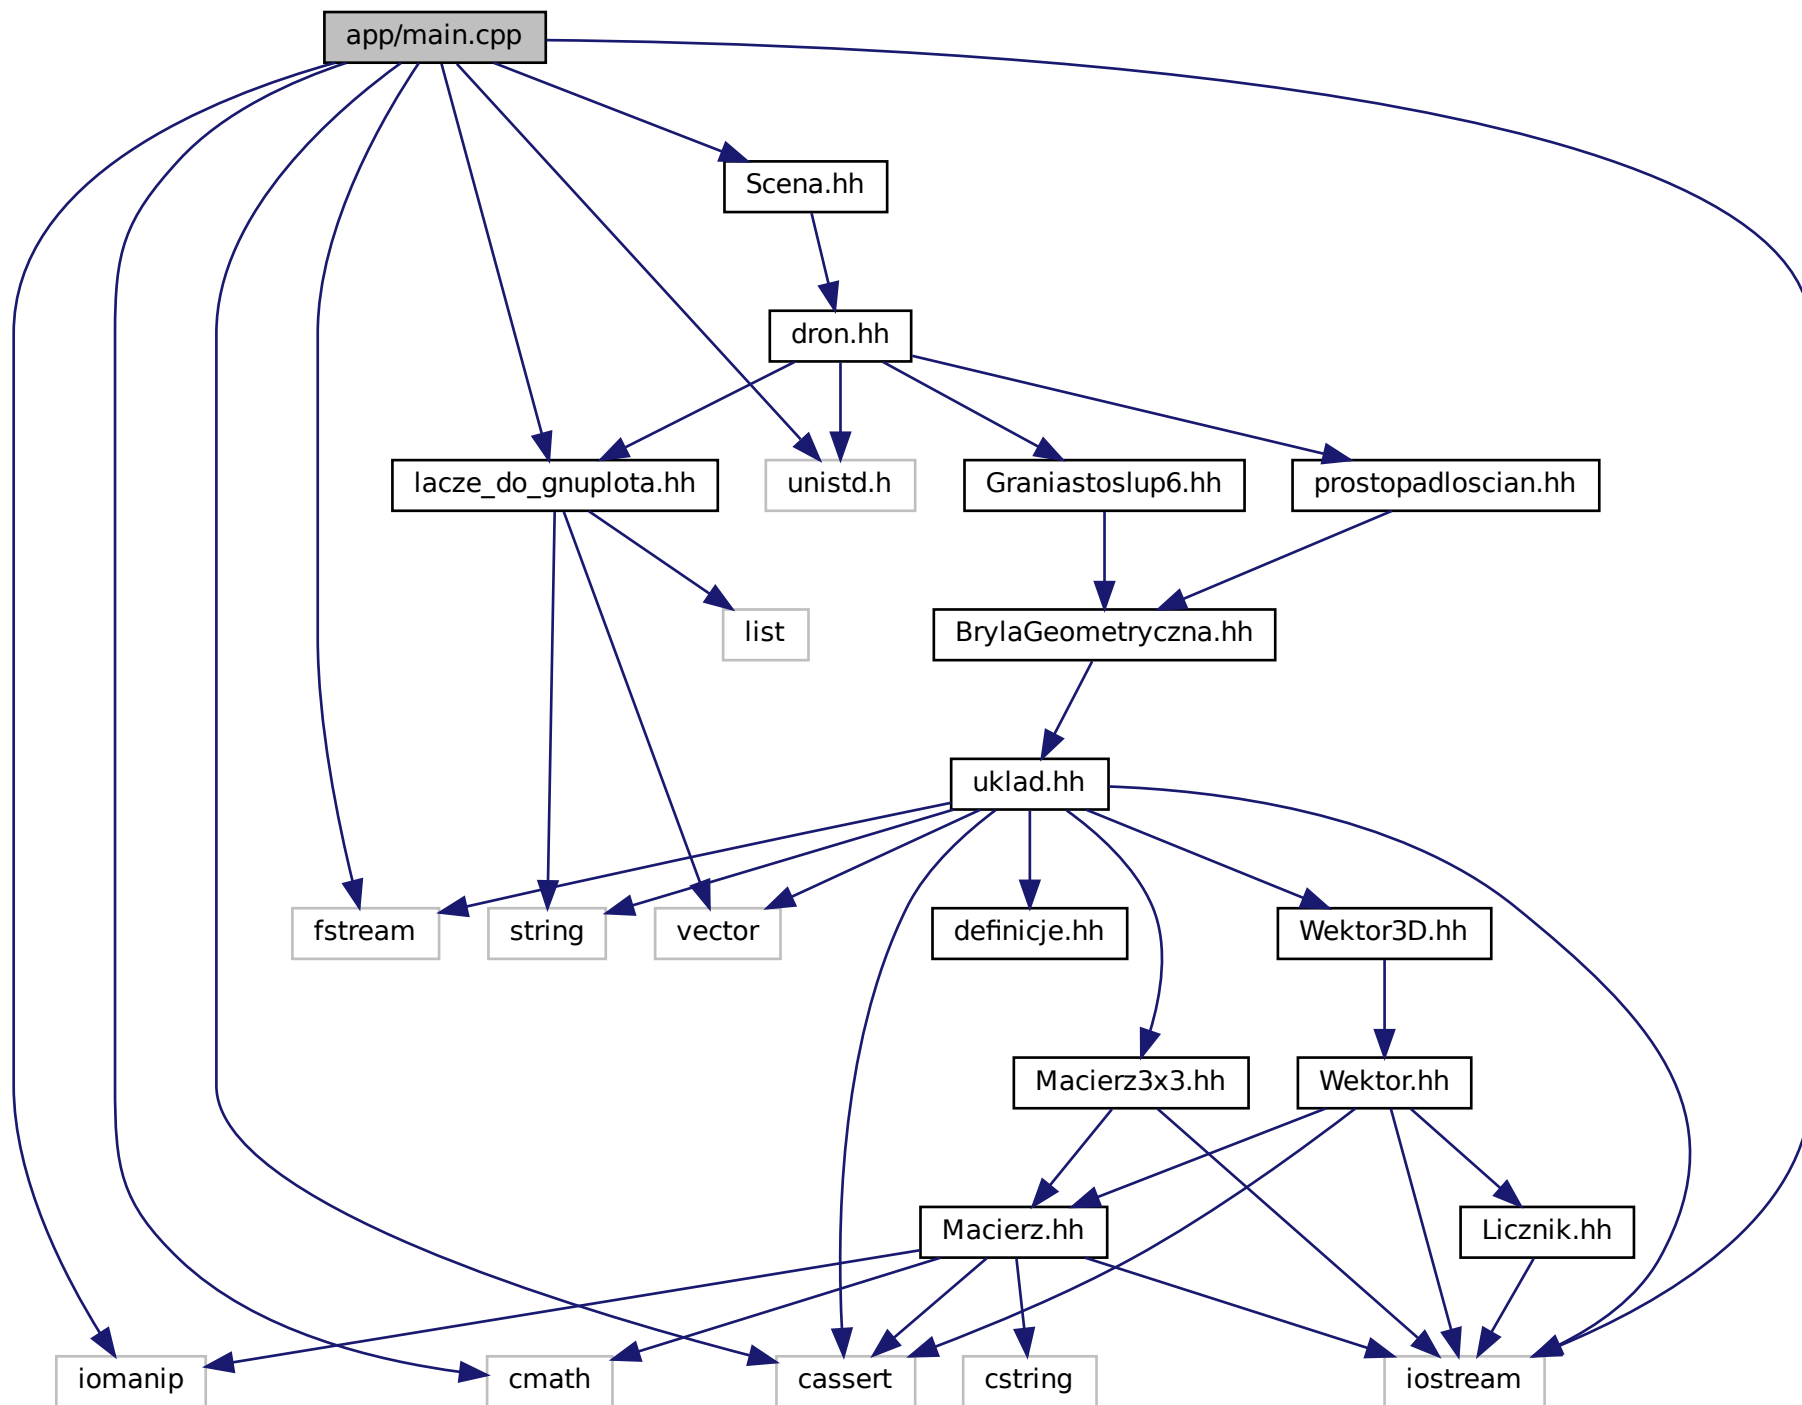 app/main.cpp
Scena.hh
dron.hh
lacze_do_gnuplota.hh
unistd.h
Graniastoslup6.hh
prostopadloscian.hh
list
BrylaGeometryczna.hh
uklad.hh
fstream
string
vector
definicje.hh
Wektor3D.hh
Macierz3x3.hh
Wektor.hh
Macierz.hh
Licznik.hh
iomanip
cmath
cassert
cstring
iostream